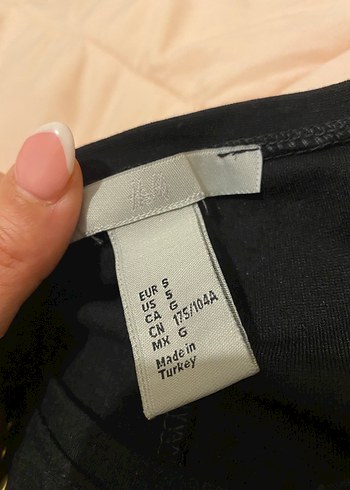 EUR S
US S
CA G
CN 175/104A
MX G
Made in
Turkey